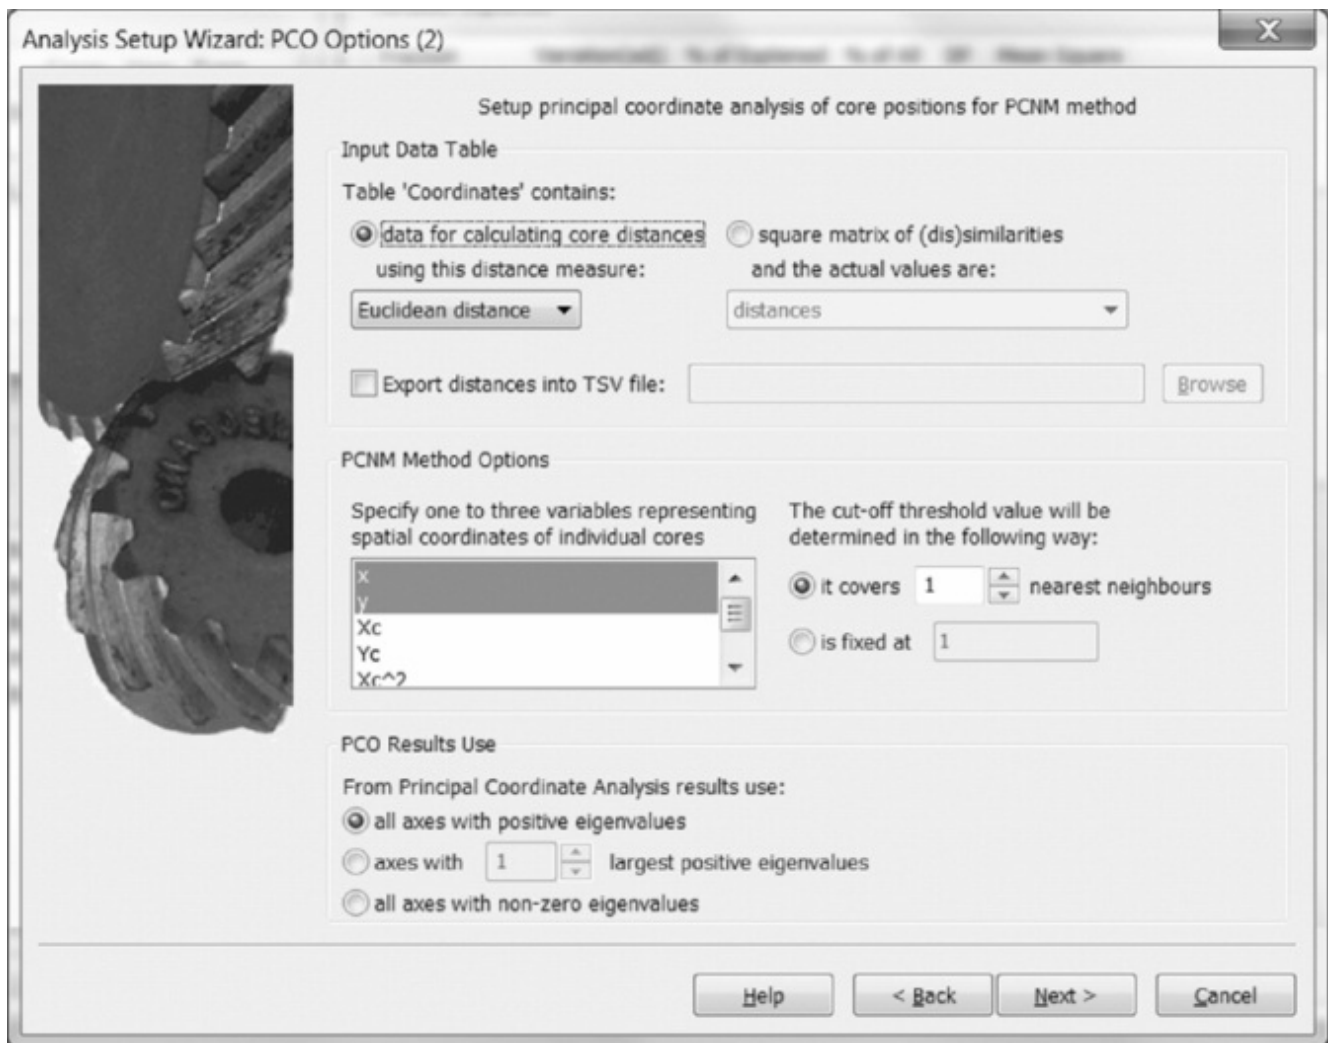 Analysis Setup Wizard: PCO Options (2)
Setup principal coordinate analysis of core positions for PCNM method
Input Data Table
Table 'Coordinates' contains:
data for calculating core distances
square matrix of (dis)similarities
using this distance measure:
and the actual values are:
Euclidean distance
distances
Export distances into TSV file:
Browse
PCNM Method Options
Specify one to three variables representing
spatial coordinates of individual cores
The cut-off threshold value will be
determined in the following way:
x
y
Xc
Yc
Xc^2
it covers 1 nearest neighbours
is fixed at 1
PCO Results Use
From Principal Coordinate Analysis results use:
all axes with positive eigenvalues
axes with 1 largest positive eigenvalues
all axes with non-zero eigenvalues
Help
< Back
Next >
Cancel